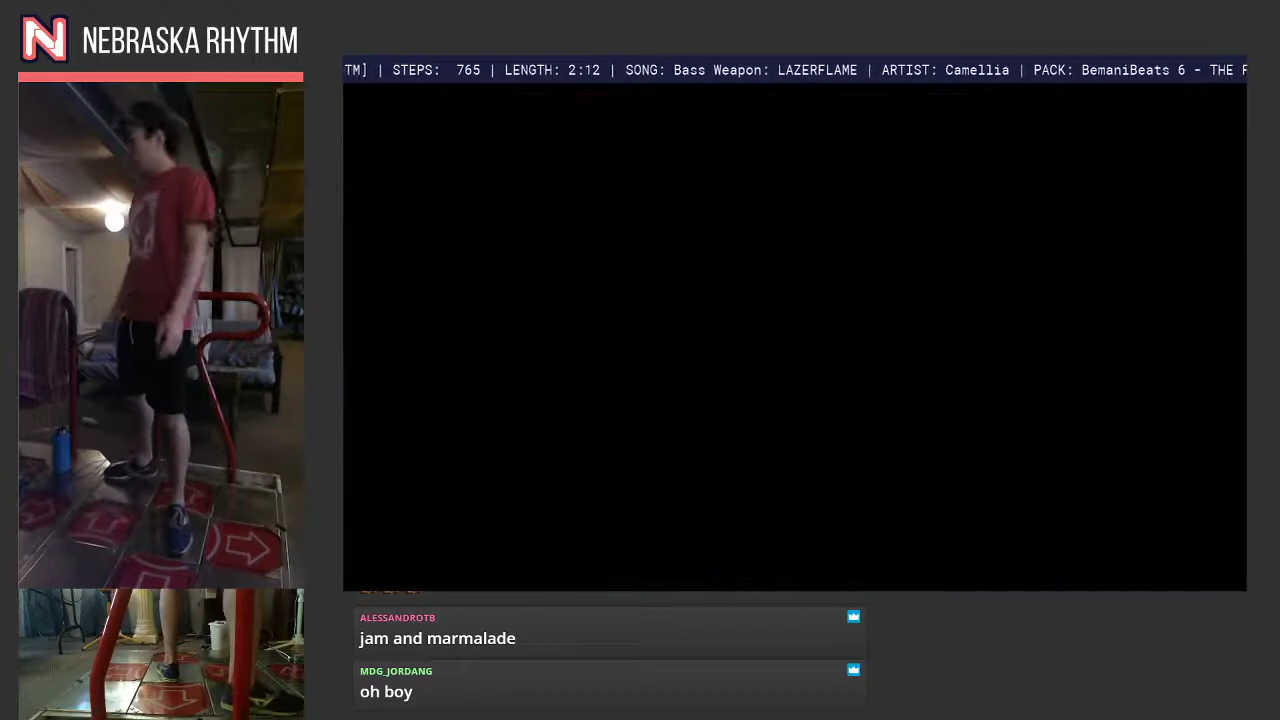 NEBRASKA RHYTHM
TM] | STEPS: 765 | LENGTH: 2:12 | SONG: Bass Weapon: LAZERFLAME | ARTIST: Camellia | PACK: BemaniBeats 6 - THE
ALESSANDROTB
jam and marmalade
MDG_JORDANG
oh boy